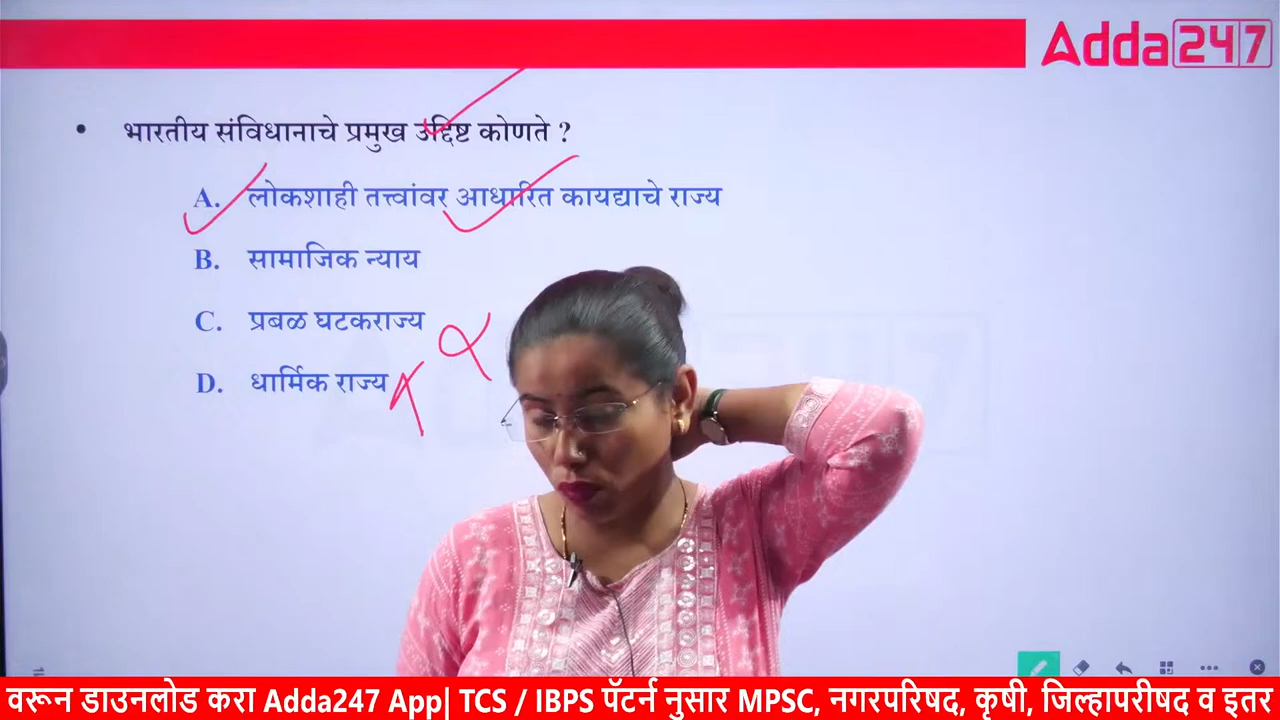 Adda247
• भारतीय संविधानाचे प्रमुख उद्दिष्ट कोणते ?
A. लोकशाही तत्त्वांवर आधारित कायद्याचे राज्य
B. सामाजिक न्याय
C. प्रबळ घटकराज्य
D. धार्मिक राज्य
वरून डाउनलोड करा Adda247 App| TCS / IBPS पॅटर्न नुसार MPSC, नगरपरिषद, कृषी, जिल्हापरीषद व इतर